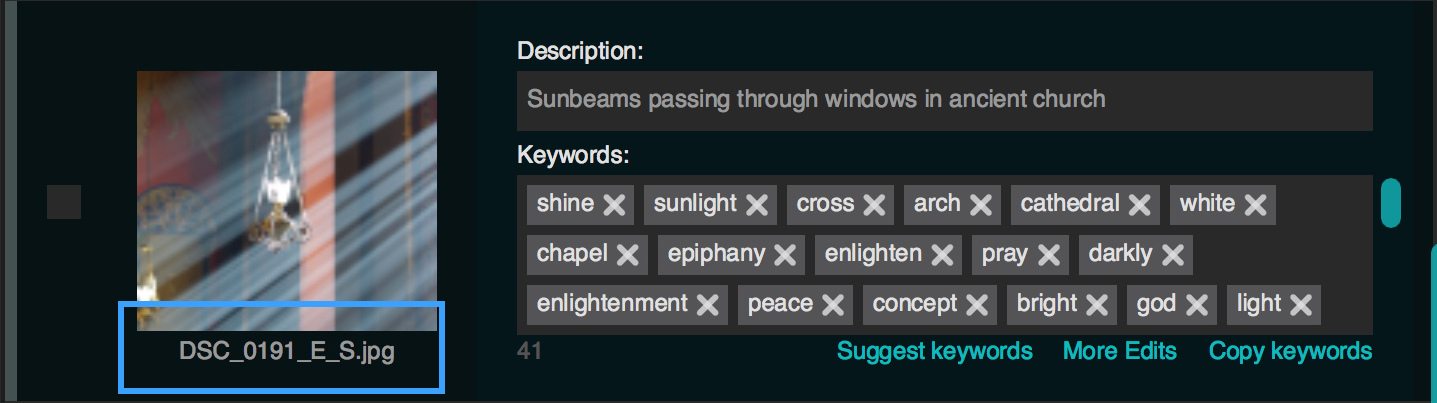 Description:
Sunbeams passing through windows in ancient church
Keywords:
shine sunlight cross arch cathedral white
chapel epiphany enlighten pray darkly
enlightenment peace concept bright god light
DSC_0191_E_S.jpg
41 Suggest keywords More Edits Copy keywords